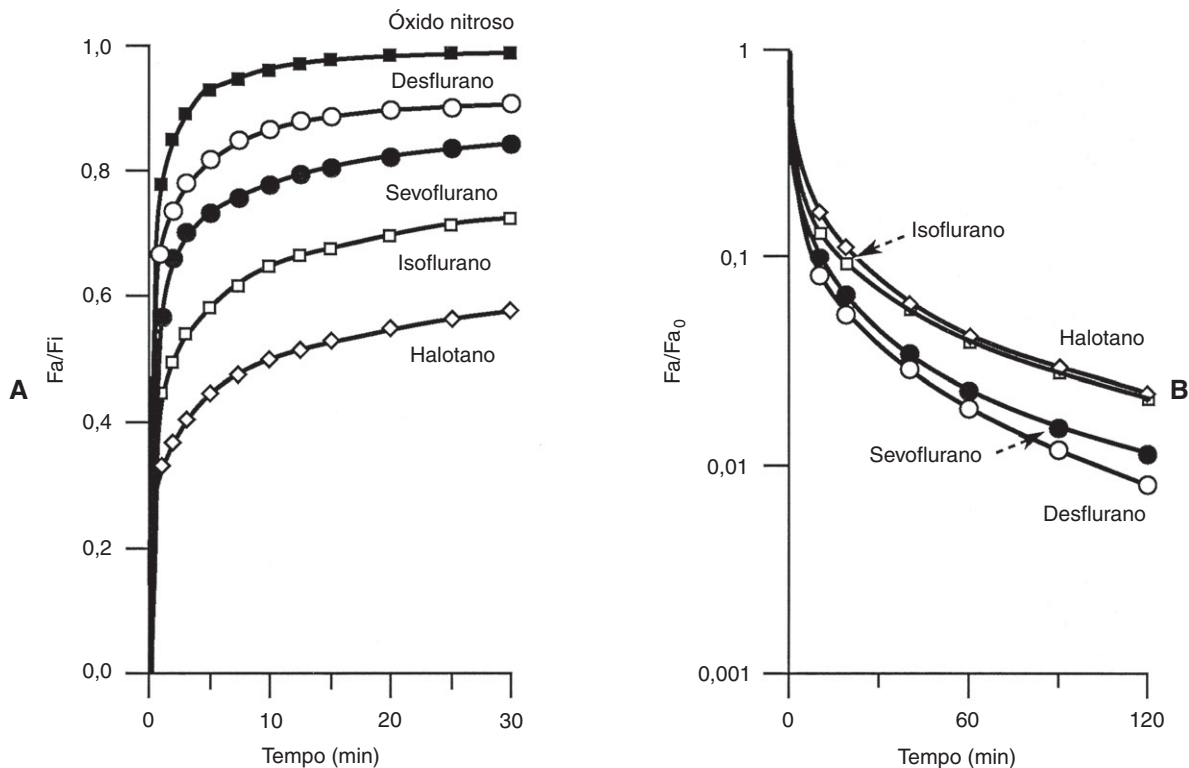 A
Fa/Fi
1,0
0,8
0,6
0,4
0,2
0,0
Óxido nitroso
Desflurano
Sevoflurano
Isoflurano
Halotano
0
10
20
30
Tempo (min)
B
Fa/Fa₀
1
0,1
0,01
0,001
Isoflurano
Halotano
Sevoflurano
Desflurano
0
60
120
Tempo (min)